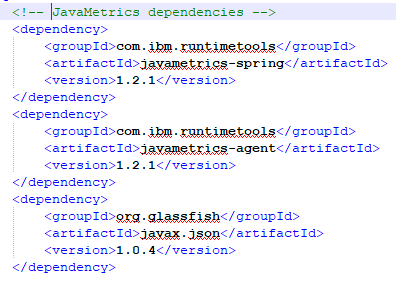 <!-- JavaMetrics dependencies -->
<dependency>
<groupId>com.ibm.runtimetools</groupId>
<artifactId>javametrics-spring</artifactId>
<version>1.2.1</version>
</dependency>
<dependency>
<groupId>com.ibm.runtimetools</groupId>
<artifactId>javametrics-agent</artifactId>
<version>1.2.1</version>
</dependency>
<dependency>
<groupId>org.glassfish</groupId>
<artifactId>javax.json</artifactId>
<version>1.0.4</version>
</dependency>